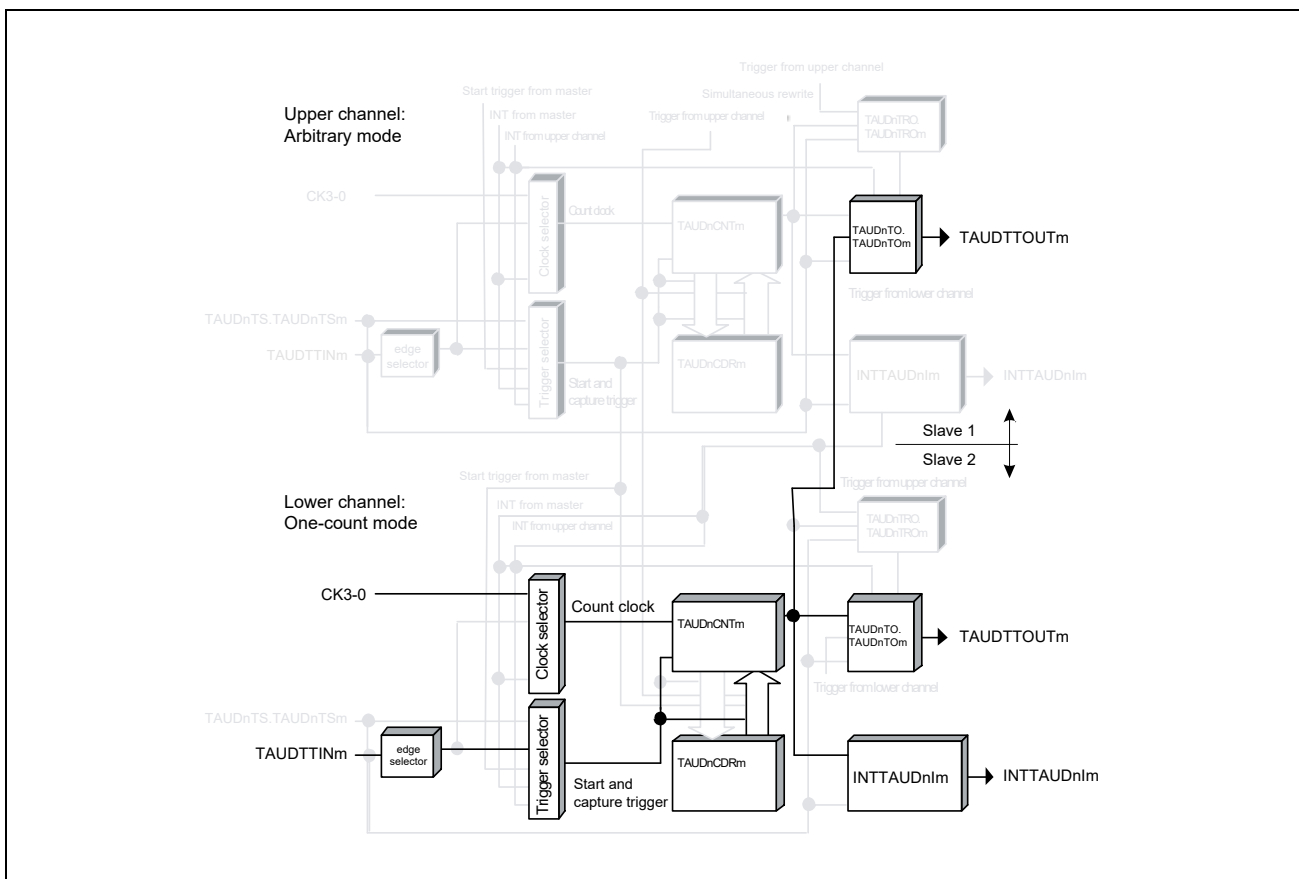 Trigger from upper channel
Start trigger from master
Simultaneous rewrite
Upper channel:
Arbitrary mode
INT from master
Trigger from upper channel
INT from upper channel
TAUDnTRO.
TAUDnTROm
CK3-0
Clock selector
Count clock
TAUDnCNTm
TAUDnTO.
TAUDnTOm
TAUDTTOUTm
Trigger from lower channel
TAUDnTS.TAUDnTSm
TAUDTTINm
edge
selector
Trigger selector
Start and
capture trigger
TAUDnCDRm
INTTAUDnIm
INTTAUDnIm
Slave 1
Slave 2
Start trigger from master
Trigger from upper channel
Lower channel:
One-count mode
INT from master
INT from upper channel
TAUDnTRO.
TAUDnTROm
CK3-0
Clock selector
Count clock
TAUDnCNTm
TAUDnTO.
TAUDnTOm
TAUDTTOUTm
Trigger from lower channel
TAUDnTS.TAUDnTSm
TAUDTTINm
edge
selector
Trigger selector
Start and
capture trigger
TAUDnCDRm
INTTAUDnIm
INTTAUDnIm